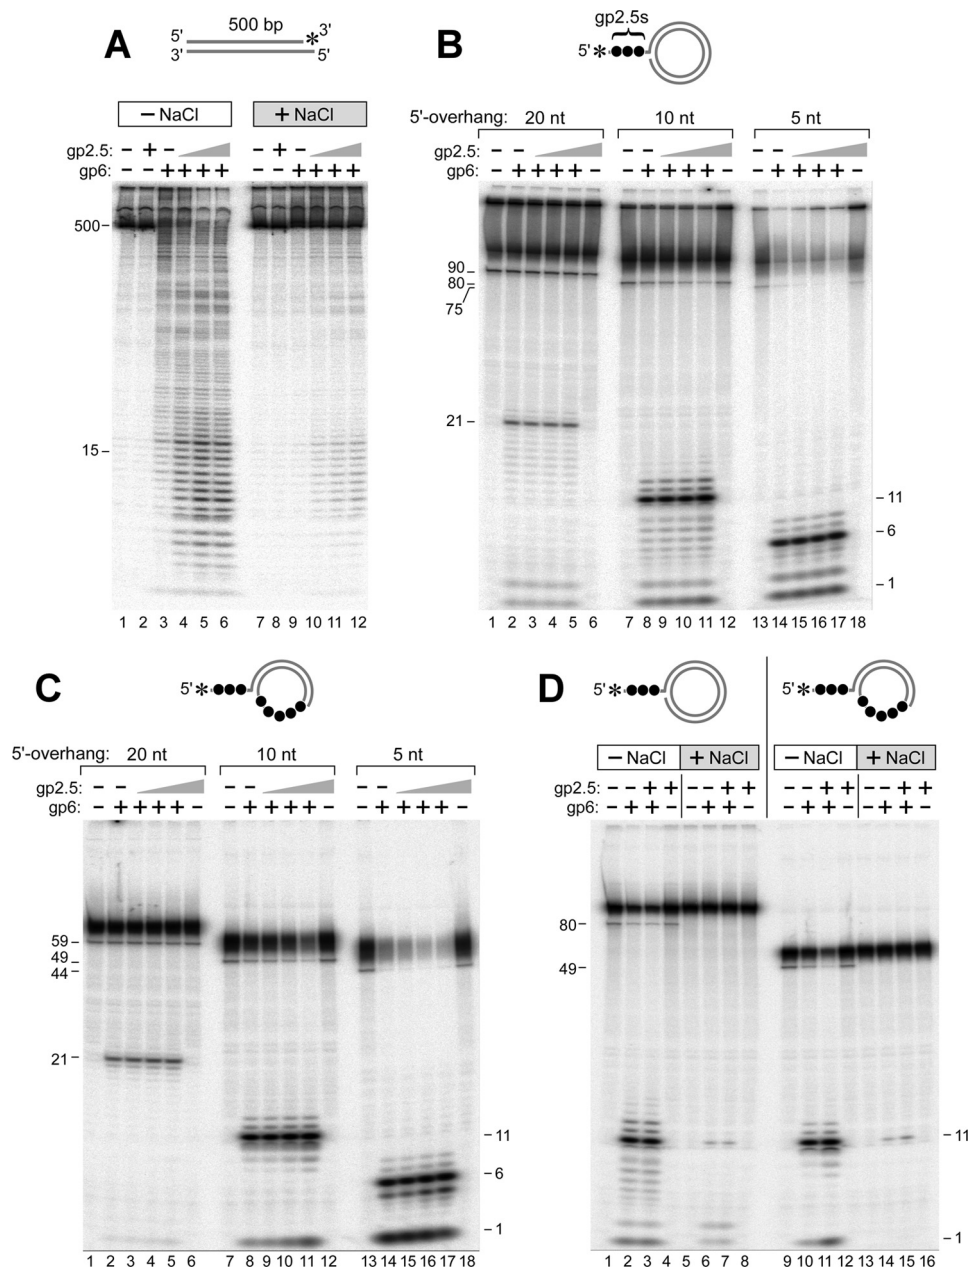 A
5' 500 bp *3'
3' 5'
− NaCl + NaCl
gp2.5: − + − − + −
gp6: − − + + + + − − + + + +
500
15
1 2 3 4 5 6 7 8 9 10 11 12
B
gp2.5s
5'*
5'-overhang: 20 nt 10 nt 5 nt
gp2.5: − − − − − −
gp6: − + + + + − − + + + + − − + + + + −
90
80
75
21
11
6
1
1 2 3 4 5 6 7 8 9 10 11 12 13 14 15 16 17 18
C
5'*
5'-overhang: 20 nt 10 nt 5 nt
gp2.5: − − − − − −
gp6: − + + + + − − + + + + − − + + + + −
59
49
44
21
11
6
1
1 2 3 4 5 6 7 8 9 10 11 12 13 14 15 16 17 18
D
5'* 5'*
− NaCl + NaCl − NaCl + NaCl
gp2.5: − − + + − − + + − − + + − − + +
gp6: − + + − − + + − − + + − − + + −
80
49
11
1
1 2 3 4 5 6 7 8 9 10 11 12 13 14 15 16